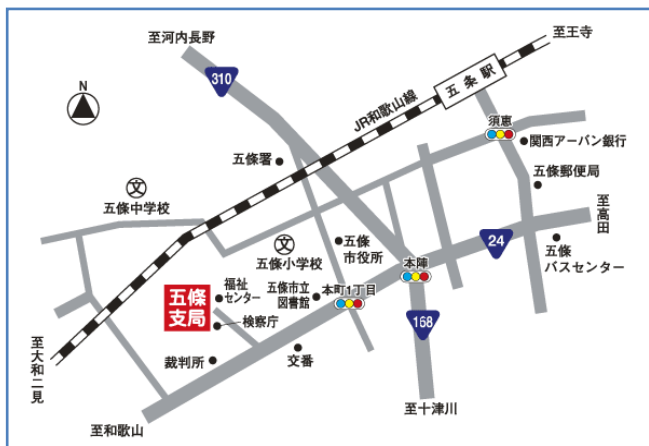 至王寺
至河内長野
310
五条駅
JR和歌山線
須恵
関西アーバン銀行
N
五條署
五條郵便局
文
五條中学校
至高田
24
文
五條小学校
五條
市役所
本陣
五條
バスセンター
五條
支局
福祉
センター
五條市立
図書館
本町1丁目
168
検察庁
至大和二見
裁判所
交番
至和歌山
至十津川